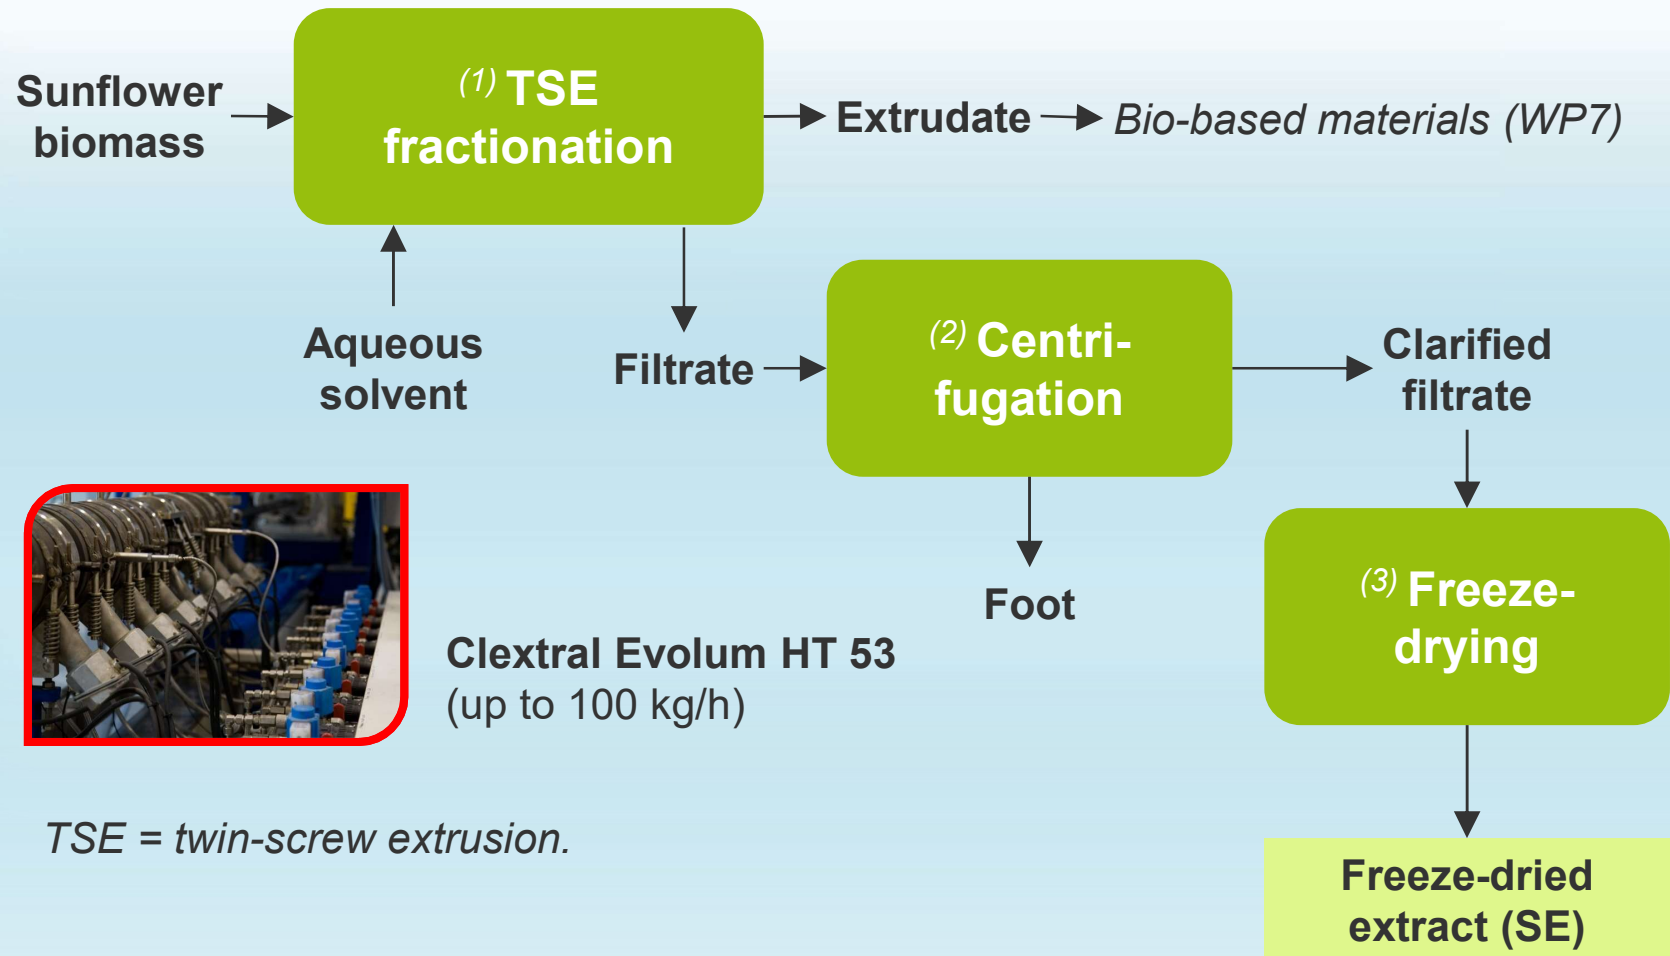 Sunflower
biomass
(1) TSE
fractionation
Extrudate
Bio-based materials (WP7)
Aqueous
solvent
Filtrate
(2) Centri-
fugation
Clarified
filtrate
Foot
(3) Freeze-
drying
Clextral Evolum HT 53
(up to 100 kg/h)
TSE = twin-screw extrusion.
Freeze-dried
extract (SE)